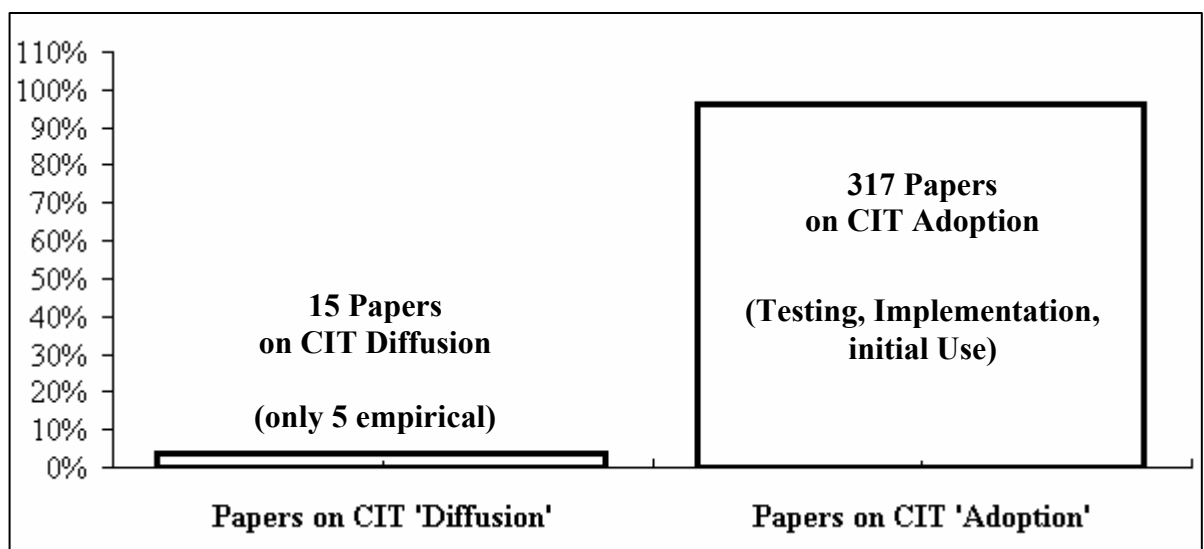 110%
100%
90%
80%
70%
60%
50%
40%
30%
20%
10%
0%
15 Papers
on CIT Diffusion
(only 5 empirical)
317 Papers
on CIT Adoption
(Testing, Implementation,
initial Use)
Papers on CIT 'Diffusion'
Papers on CIT 'Adoption'